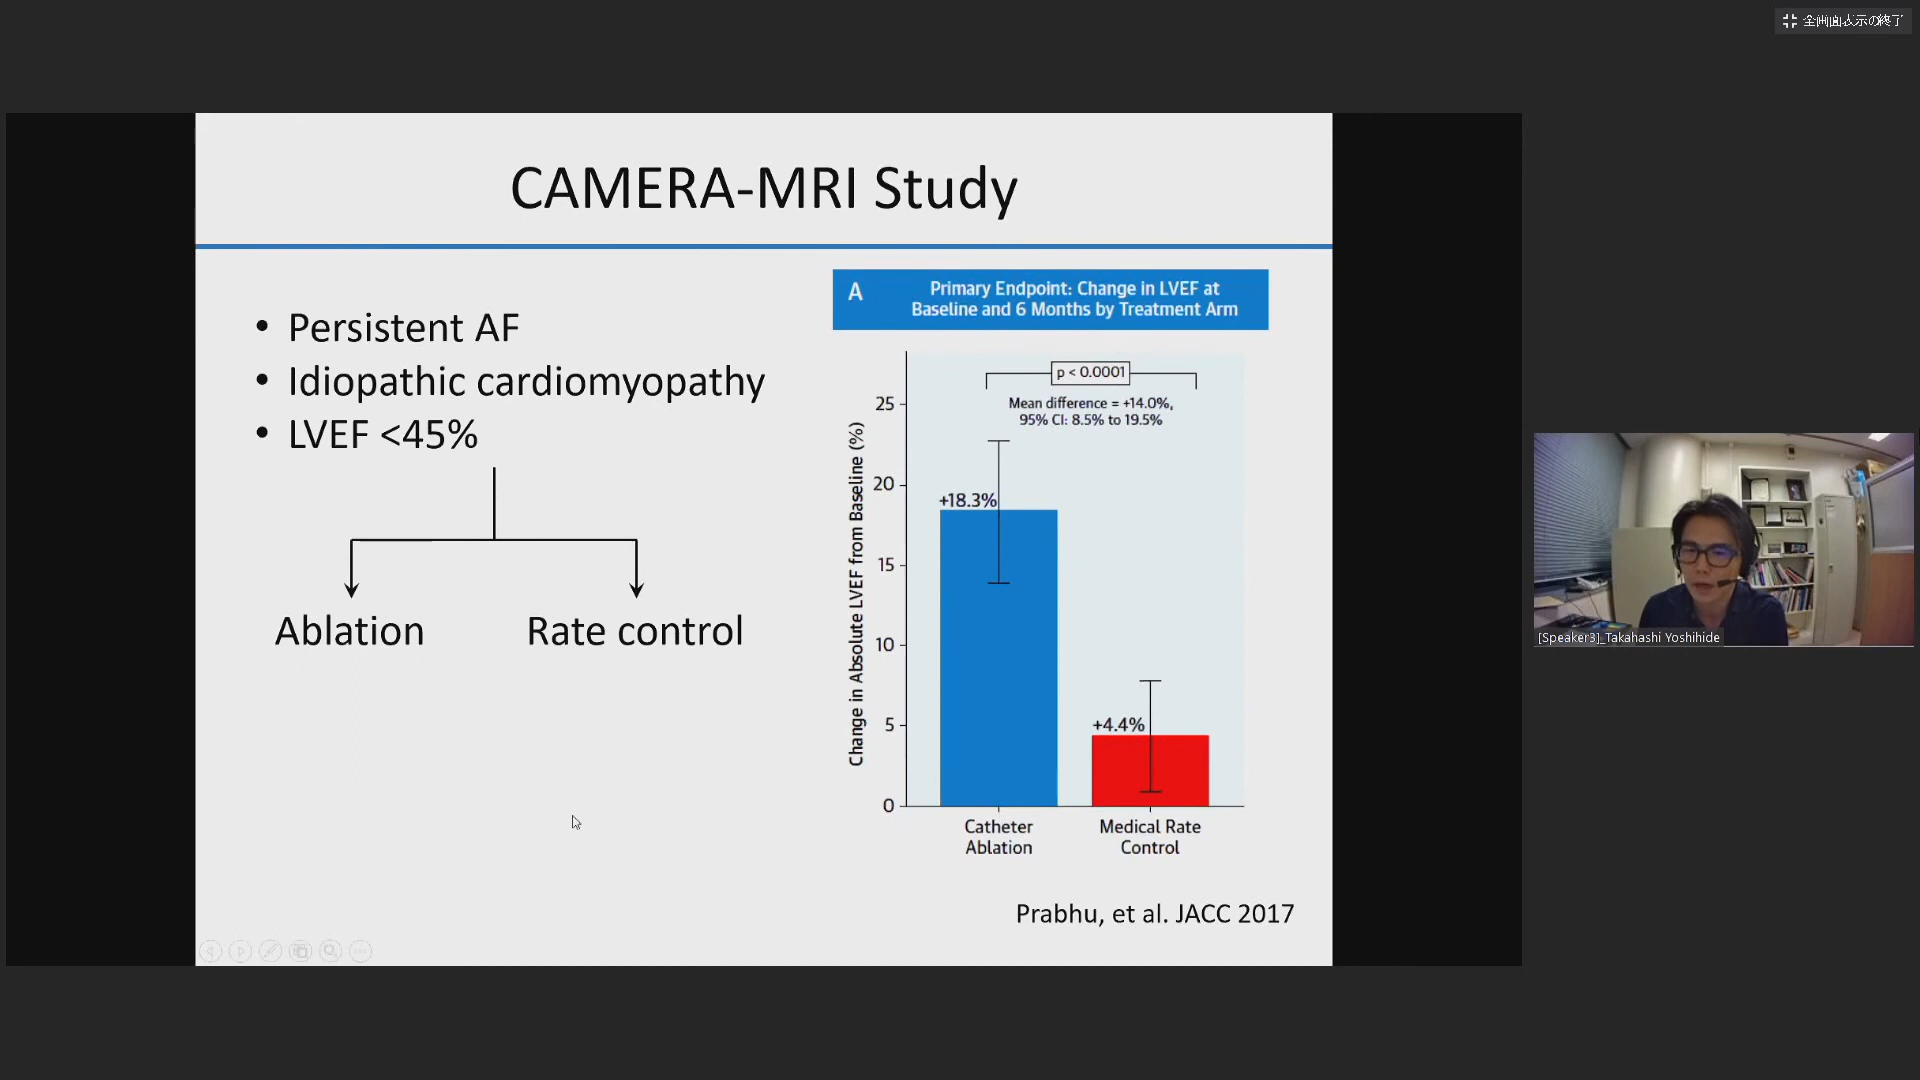 全画面表示の終了
CAMERA-MRI Study
• Persistent AF
• Idiopathic cardiomyopathy
• LVEF <45%
Ablation
Rate control
A
Primary Endpoint: Change in LVEF at
Baseline and 6 Months by Treatment Arm
p < 0.0001
Mean difference = +14.0%,
95% CI: 8.5% to 19.5%
Change in Absolute LVEF from Baseline (%)
25
20
15
10
5
0
+18.3%
+4.4%
Catheter
Ablation
Medical Rate
Control
Prabhu, et al. JACC 2017
[Speaker3]_Takahashi Yoshihide